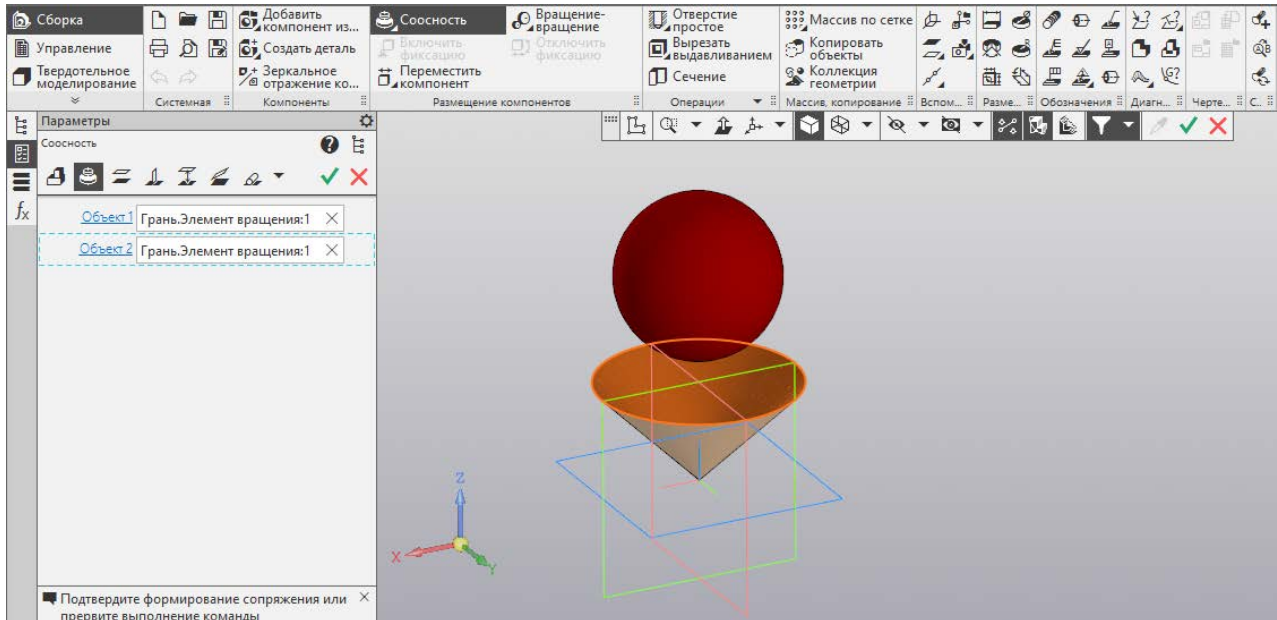 Сборка
Управление
Твердотельное
моделирование
Системная
Добавить
компонент из...
Создать деталь
Зеркальное
отражение ко...
Компоненты
Соосность
Включить
фиксацию
Переместить
компонент
Вращение-
вращение
Отключить
фиксацию
Размещение компонентов
Отверстие
простое
Вырезать
выдавливанием
Сечение
Операции
Массив по сетке
Копировать
объекты
Коллекция
геометрии
Массив, копирование
Вспом...
Разме...
Обозначения
Диагн...
Черте...
С...
Параметры
Соосность
fx
Объект 1 Грань.Элемент вращения:1
Объект 2 Грань.Элемент вращения:1
Z
X
Y
Подтвердите формирование сопряжения или
прервите выполнение команды